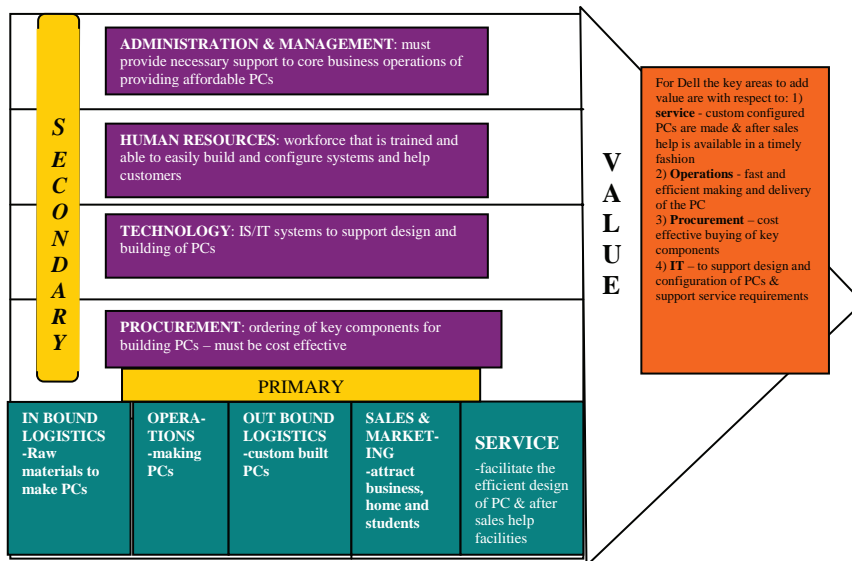 SECONDARY
ADMINISTRATION & MANAGEMENT: must
provide necessary support to core business operations of
providing affordable PCs
HUMAN RESOURCES: workforce that is trained and
able to easily build and configure systems and help
customers
TECHNOLOGY: IS/IT systems to support design and
building of PCs
PROCUREMENT: ordering of key components for
building PCs – must be cost effective
PRIMARY
IN BOUND
LOGISTICS
-Raw
materials to
make PCs
OPERA-
TIONS
-making
PCs
OUT BOUND
LOGISTICS
-custom built
PCs
SALES &
MARKET-
ING
-attract
business,
home and
students
SERVICE
-facilitate the
efficient design
of PC & after
sales help
facilities
VALUE
For Dell the key areas to add
value are with respect to: 1)
service - custom configured
PCs are made & after sales
help is available in a timely
fashion
2) Operations - fast and
efficient making and delivery
of the PC
3) Procurement – cost
effective buying of key
components
4) IT – to support design and
configuration of PCs &
support service requirements